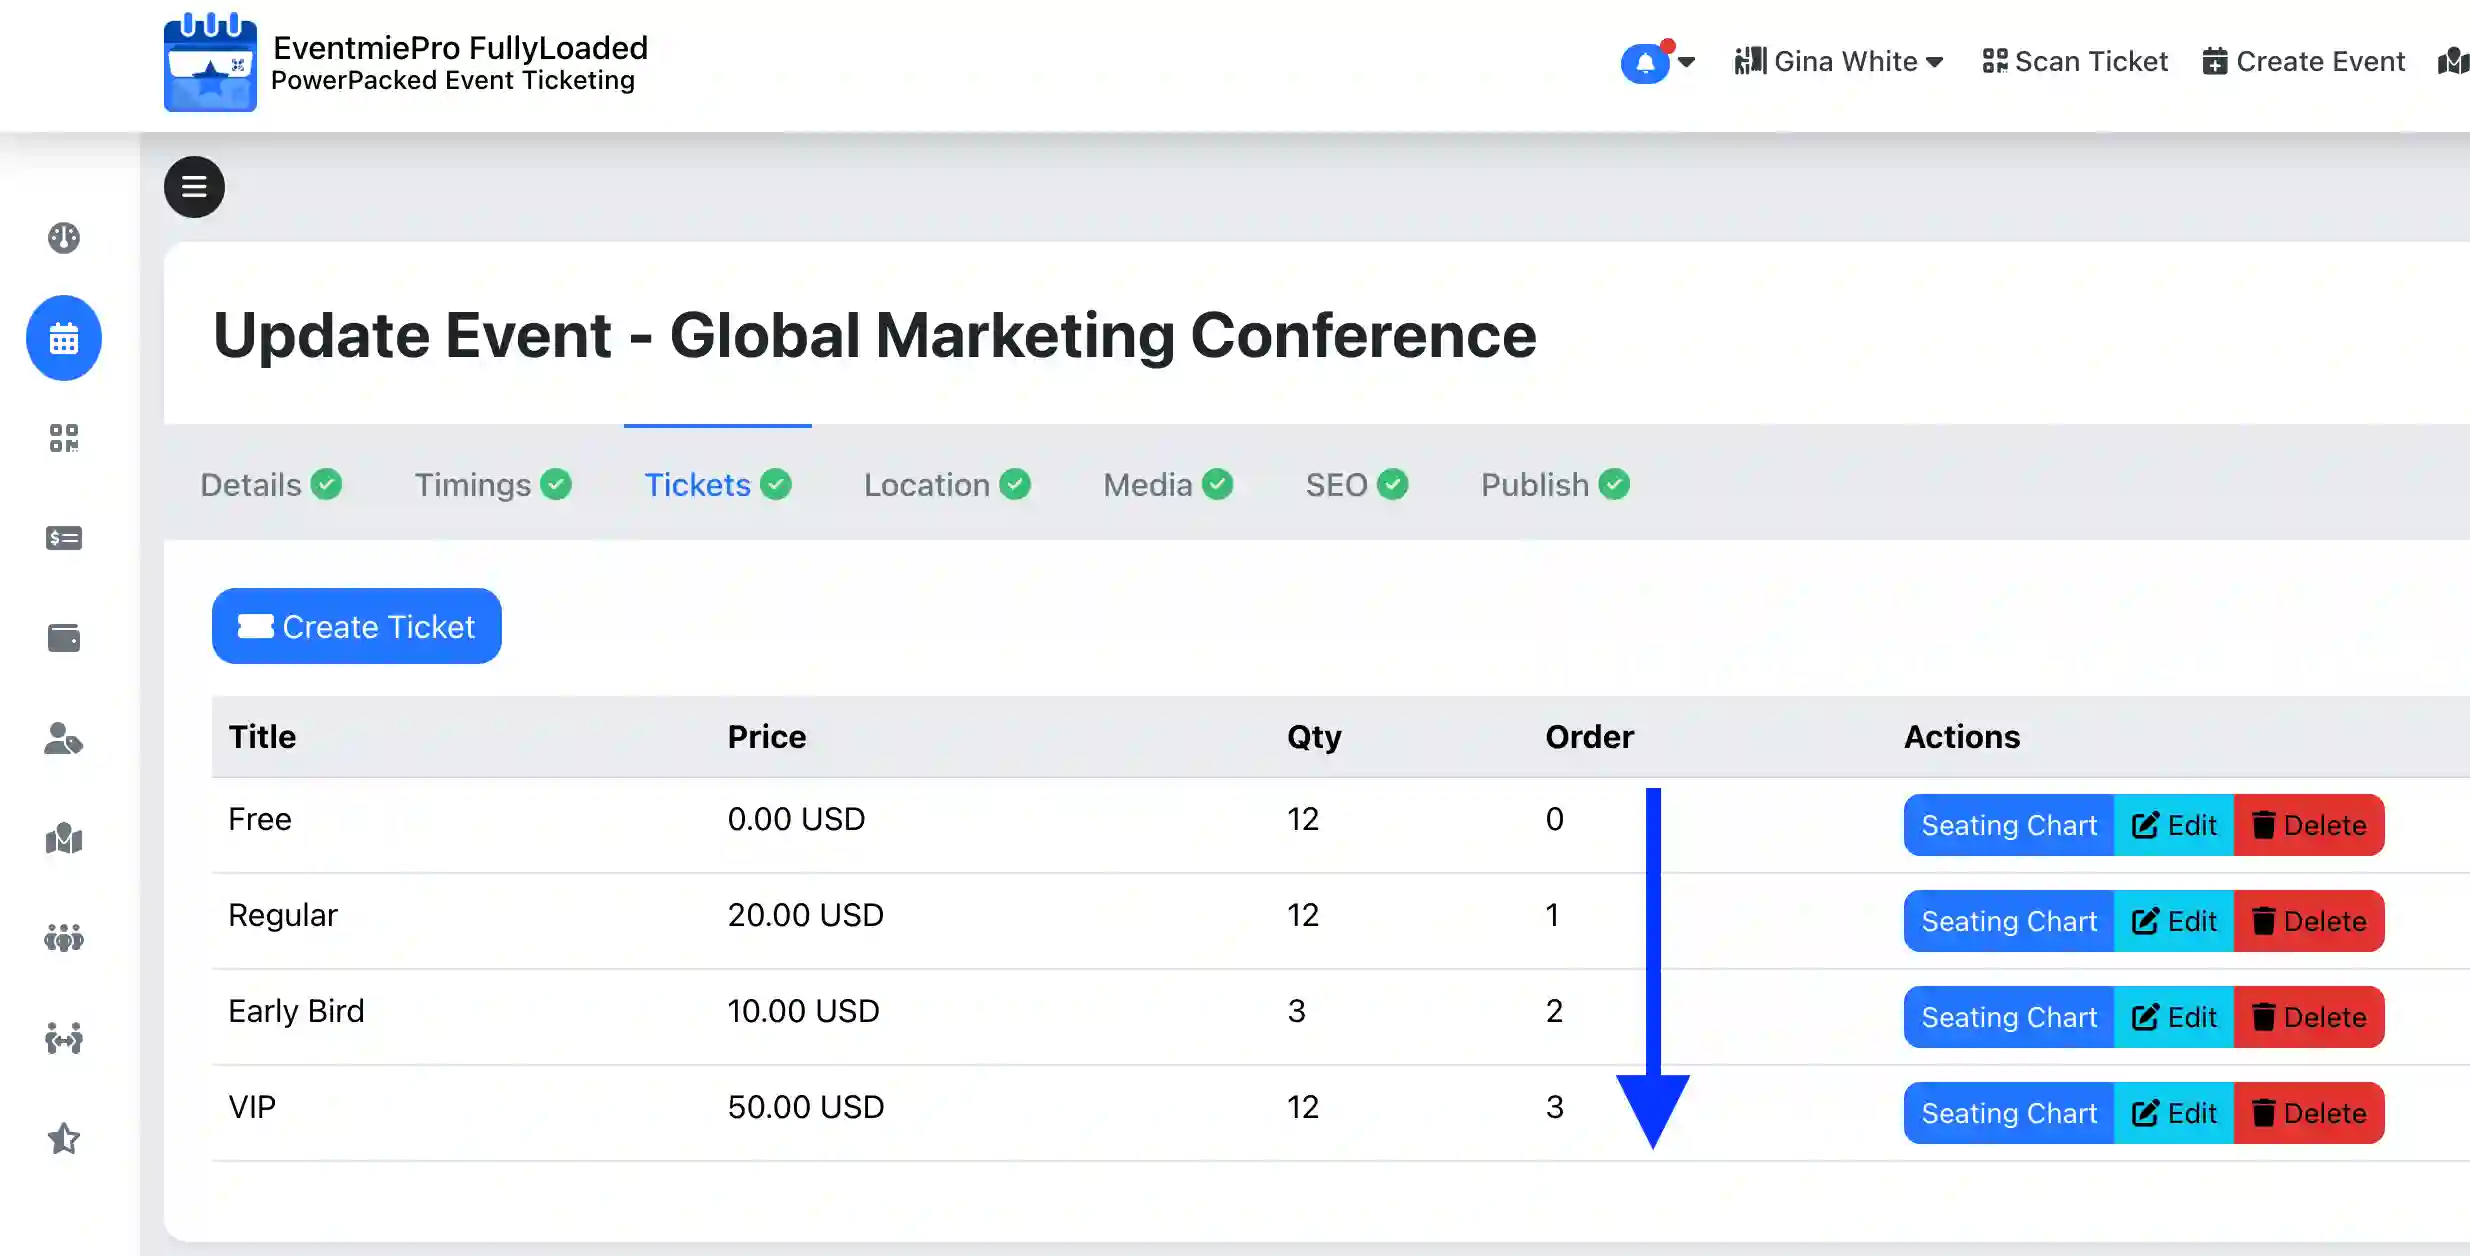 EventmiePro FullyLoaded
PowerPacked Event Ticketing
Gina White
Scan Ticket
Create Event
Update Event - Global Marketing Conference
Details
Timings
Tickets
Location
Media
SEO
Publish
Create Ticket
Title Price Qty Order Actions
Free 0.00 USD 12 0 Seating Chart Edit Delete
Regular 20.00 USD 12 1 Seating Chart Edit Delete
Early Bird 10.00 USD 3 2 Seating Chart Edit Delete
VIP 50.00 USD 12 3 Seating Chart Edit Delete